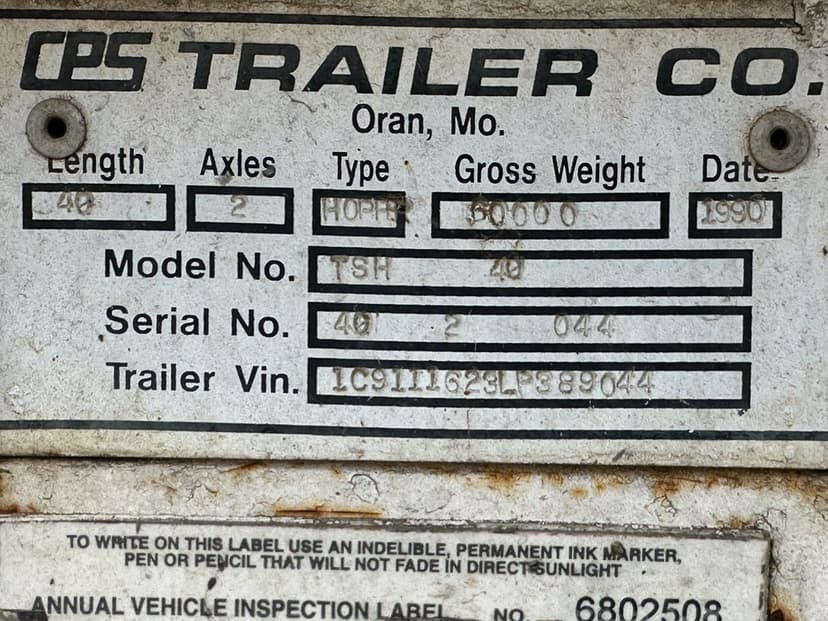 CPS TRAILER CO.
Oran, Mo.
Length Axles Type Gross Weight Date
40 2 HOPPR 60000 1990
Model No. TSH 40
Serial No. 40 2 044
Trailer Vin. 1C9III623LP389044
TO WRITE ON THIS LABEL USE AN INDELIBLE, PERMANENT INK MARKER,
PEN OR PENCIL THAT WILL NOT FADE IN DIRECT SUNLIGHT
ANNUAL VEHICLE INSPECTION LABEL NO. 6802508